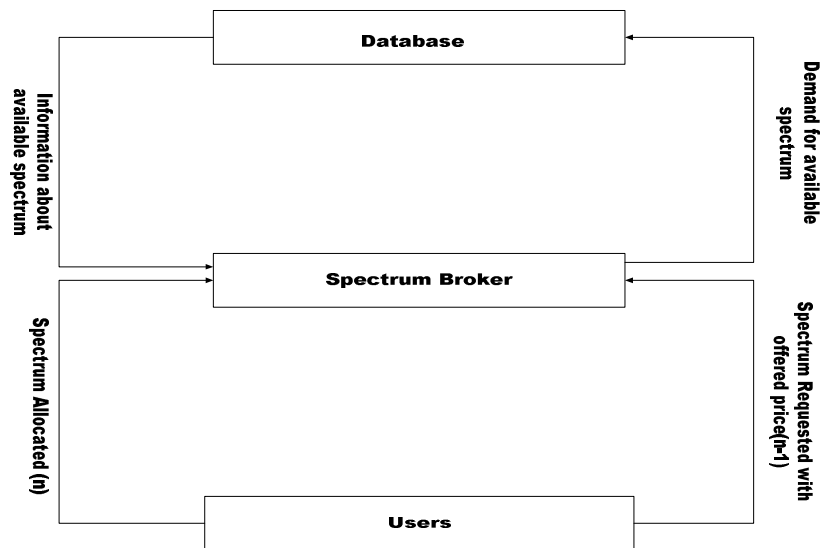 Database
Information about
available spectrum
Demand for available
spectrum
Spectrum Broker
Spectrum Allocated (n)
Spectrum Requested with
offered price(n-1)
Users